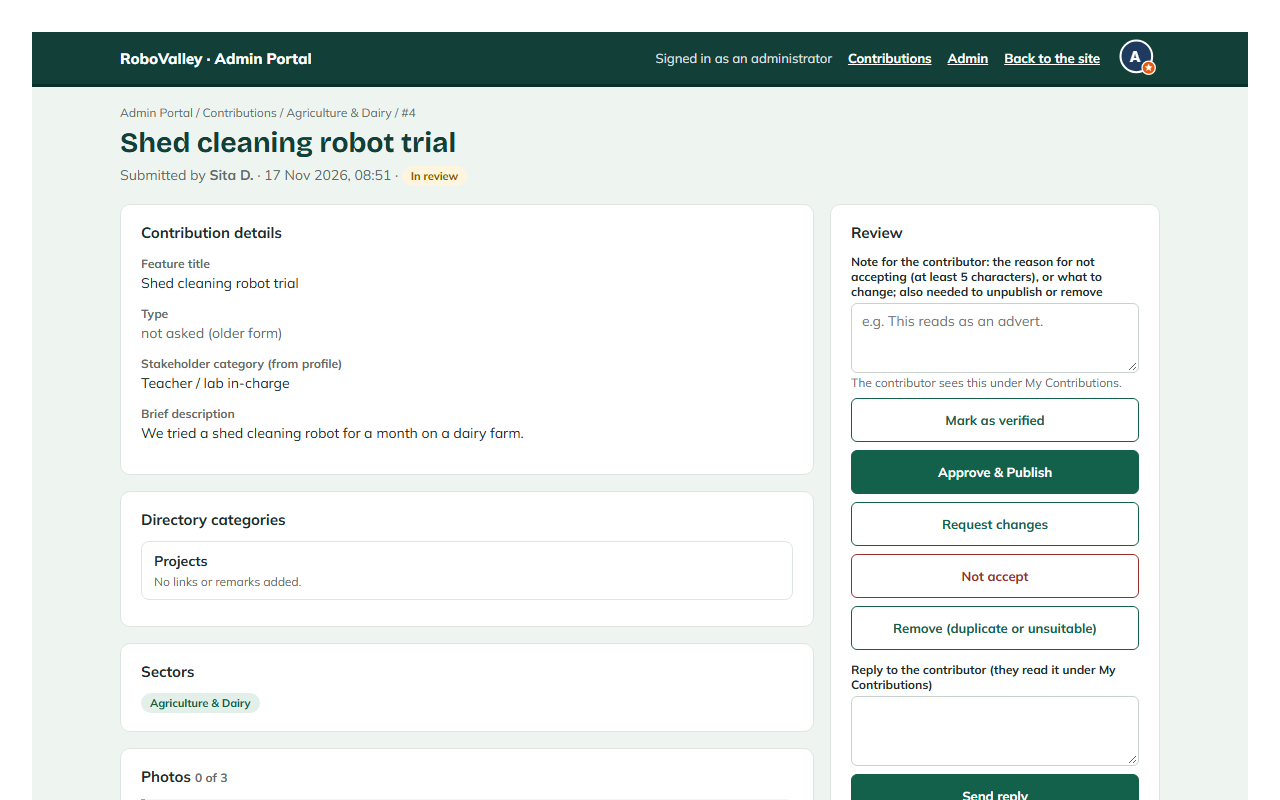 RoboValley · Admin Portal
Signed in as an administrator Contributions Admin Back to the site A
Admin Portal / Contributions / Agriculture & Dairy / #4
Shed cleaning robot trial
Submitted by Sita D. · 17 Nov 2026, 08:51 · In review
Contribution details
Feature title
Shed cleaning robot trial
Type
not asked (older form)
Stakeholder category (from profile)
Teacher / lab in-charge
Brief description
We tried a shed cleaning robot for a month on a dairy farm.
Directory categories
Projects
No links or remarks added.
Sectors
Agriculture & Dairy
Photos 0 of 3
Review
Note for the contributor: the reason for not
accepting (at least 5 characters), or what to
change; also needed to unpublish or remove
e.g. This reads as an advert.
The contributor sees this under My Contributions.
Mark as verified
Approve & Publish
Request changes
Not accept
Remove (duplicate or unsuitable)
Reply to the contributor (they read it under My
Contributions)
Send reply